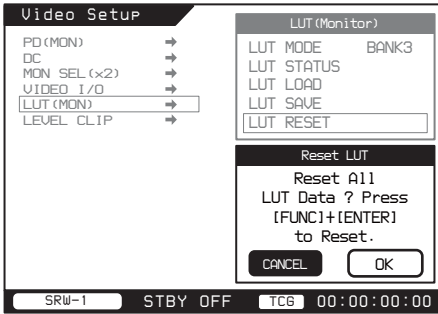 Video Setup
PD(MON)
DC
MON SEL(x2)
VIDEO I/O
LUT(MON)
LEVEL CLIP
LUT(Monitor)
LUT MODE BANK3
LUT STATUS
LUT LOAD
LUT SAVE
LUT RESET
Reset LUT
Reset All
LUT Data ? Press
[FUNC]+[ENTER]
to Reset.
CANCEL OK
SRW-1 STBY OFF TCG 00:00:00:00